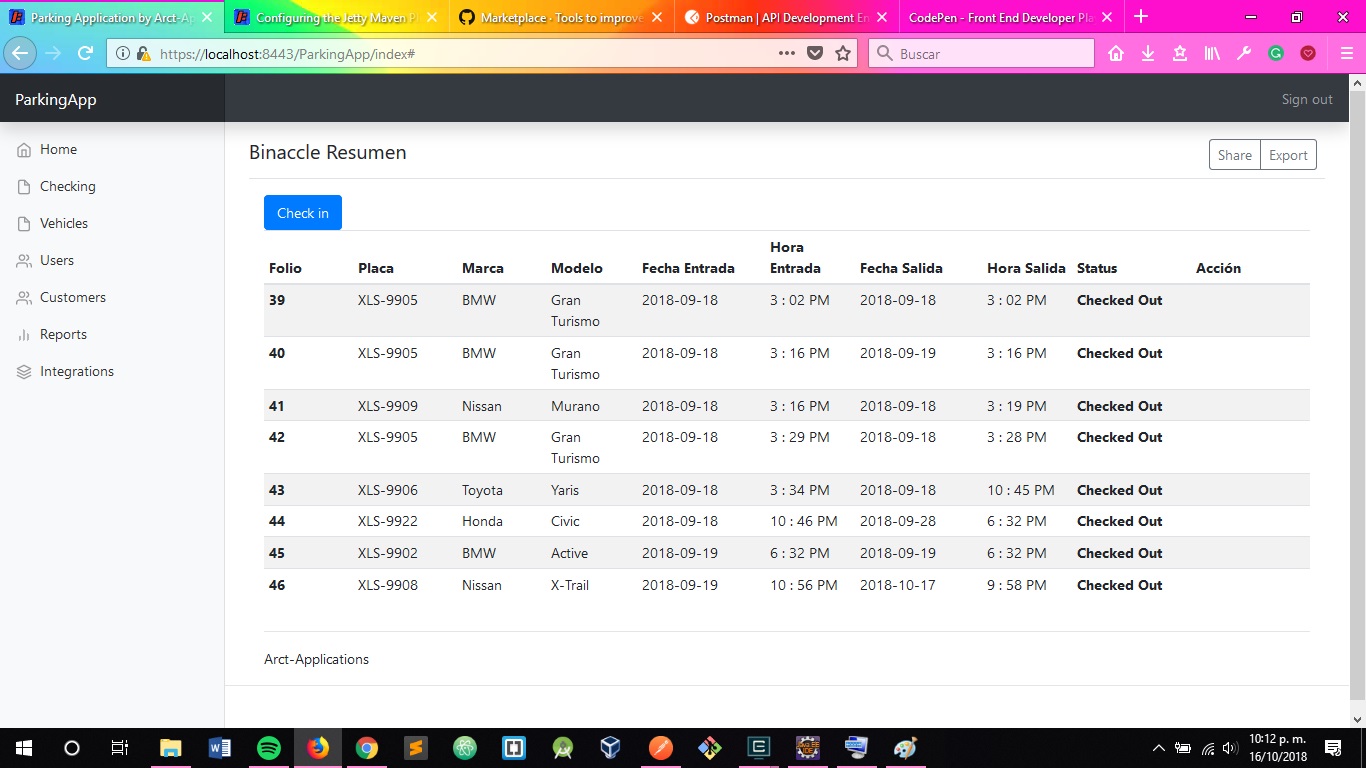 Parking Application by Arct-Ap
Configuring the Jetty Maven P
Marketplace · Tools to improve
Postman | API Development En
CodePen - Front End Developer Pla
https://localhost:8443/ParkingApp/index#
Buscar
ParkingApp
Sign out
Home
Checking
Vehicles
Users
Customers
Reports
Integrations
Binaccle Resumen
Share
Export
Check in
Folio Placa Marca Modelo Fecha Entrada Hora Entrada Fecha Salida Hora Salida Status Acción
39 XLS-9905 BMW Gran Turismo 2018-09-18 3 : 02 PM 2018-09-18 3 : 02 PM Checked Out
40 XLS-9905 BMW Gran Turismo 2018-09-18 3 : 16 PM 2018-09-19 3 : 16 PM Checked Out
41 XLS-9909 Nissan Murano 2018-09-18 3 : 16 PM 2018-09-18 3 : 19 PM Checked Out
42 XLS-9905 BMW Gran Turismo 2018-09-18 3 : 29 PM 2018-09-18 3 : 28 PM Checked Out
43 XLS-9906 Toyota Yaris 2018-09-18 3 : 34 PM 2018-09-18 10 : 45 PM Checked Out
44 XLS-9922 Honda Civic 2018-09-18 10 : 46 PM 2018-09-28 6 : 32 PM Checked Out
45 XLS-9902 BMW Active 2018-09-19 6 : 32 PM 2018-09-19 6 : 32 PM Checked Out
46 XLS-9908 Nissan X-Trail 2018-09-19 10 : 56 PM 2018-10-17 9 : 58 PM Checked Out
Arct-Applications
10:12 p. m.
16/10/2018